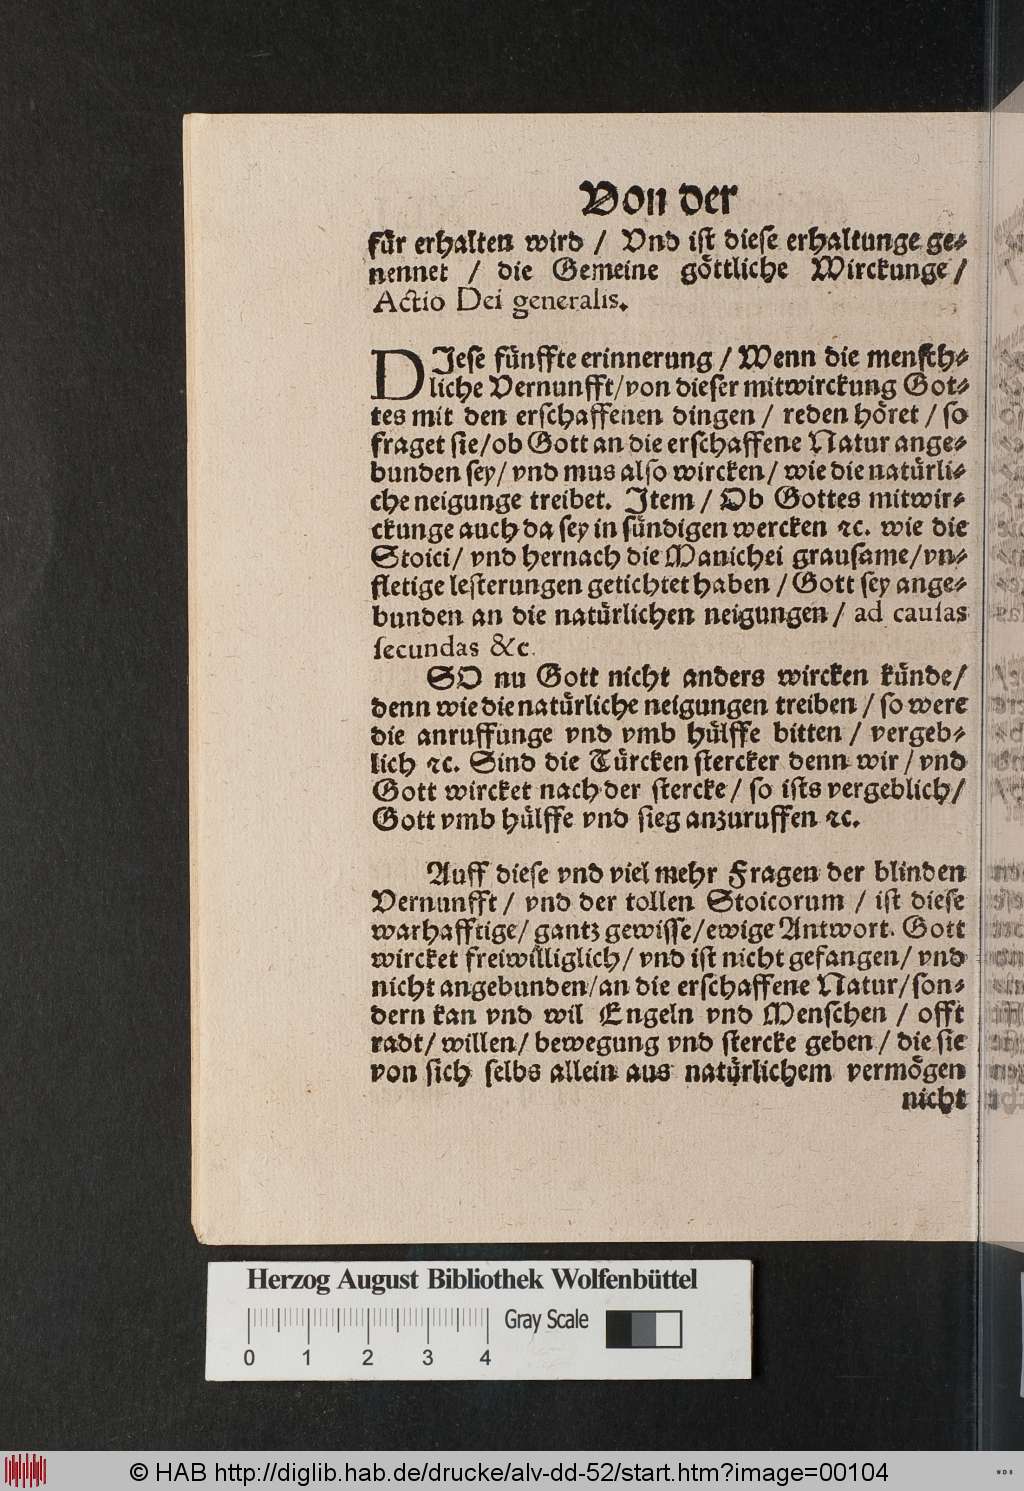 Von der
für erhalten wird / Vnd ist diese erhaltunge ge⸗
nennet / die Gemeine göttliche Wirckunge /
Actio Dei generalis.
DJese fünffte erinnerung / Wenn die mensch⸗
liche Vernunfft / von dieser mitwirckung Got⸗
tes mit den erschaffenen dingen / reden höret / so
fraget sie / ob Gott an die erschaffene Natur ange⸗
bunden sey / vnd mus also wircken / wie die natürli⸗
che neigunge treibet. Jtem / Ob Gottes mitwir⸗
ckunge auch da sey in sündigen wercken ꝛc. wie die
Stoici / vnd hernach die Manichei grausame / vn⸗
fletige lesterungen getichtet haben / Gott sey ange⸗
bunden an die natürlichen neigungen / ad causas
secundas &c.
SO nu Gott nicht anders wircken künde /
denn wie die natürliche neigungen treiben / so were
die anruffunge vnd vmb hülffe bitten / vergeb⸗
lich ꝛc. Sind die Türcken stercker denn wir / vnd
Gott wircket nach der stercke / so ists vergeblich /
Gott vmb hülffe vnd sieg anzuruffen ꝛc.
Auff diese vnd viel mehr Fragen der blinden
Vernunfft / vnd der tollen Stoicorum / ist diese
warhafftige / gantz gewisse / ewige Antwort. Gott
wircket freiwilliglich / vnd ist nicht gefangen / vnd
nicht angebunden / an die erschaffene Natur / son⸗
dern kan vnd wil Engeln vnd Menschen / offt
radt / willen / bewegung vnd stercke geben / die sie
von sich selbs allein aus natürlichem vermögen
nicht
Herzog August Bibliothek Wolfenbüttel
Gray Scale
0 1 2 3 4
© HAB http://diglib.hab.de/drucke/alv-dd-52/start.htm?image=00104